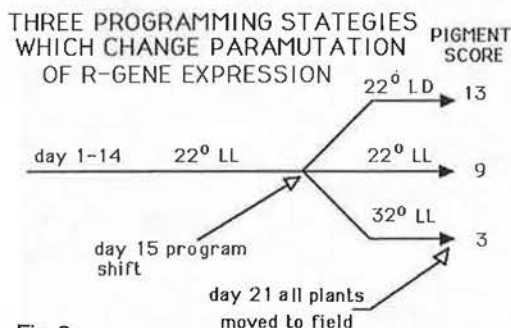 THREE PROGRAMMING STATEGIES
WHICH CHANGE PARAMUTATION
OF R-GENE EXPRESSION
PIGMENT
SCORE
22° LD 13
day 1-14 22° LL 22° LL 9
32° LL 3
day 15 program
shift
day 21 all plants
moved to field